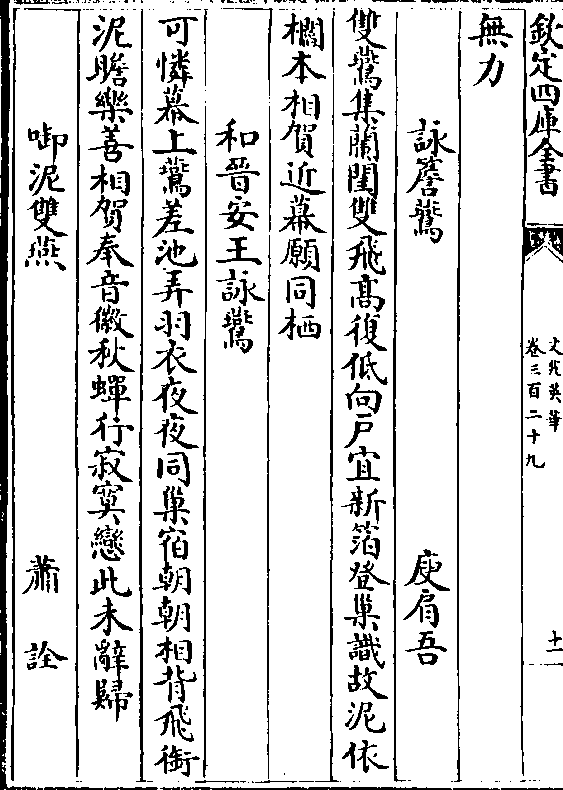 欽定四庫全書
文苑英華
卷三百二十九
十一
無力
詠簷鷰
庾肩吾
雙鷰集蘭閨雙飛髙復低向戸宜新箔登巢識故泥依
欄本相賀近幕願同栖
和晉安王詠鷰
可憐幕上鷰差池弄羽衣夜夜同巢宿朝朝相背飛銜
泥瞻樂善相賀奉音徽秋蟬行寂寞戀此未辭歸
啣泥雙燕
蕭詮